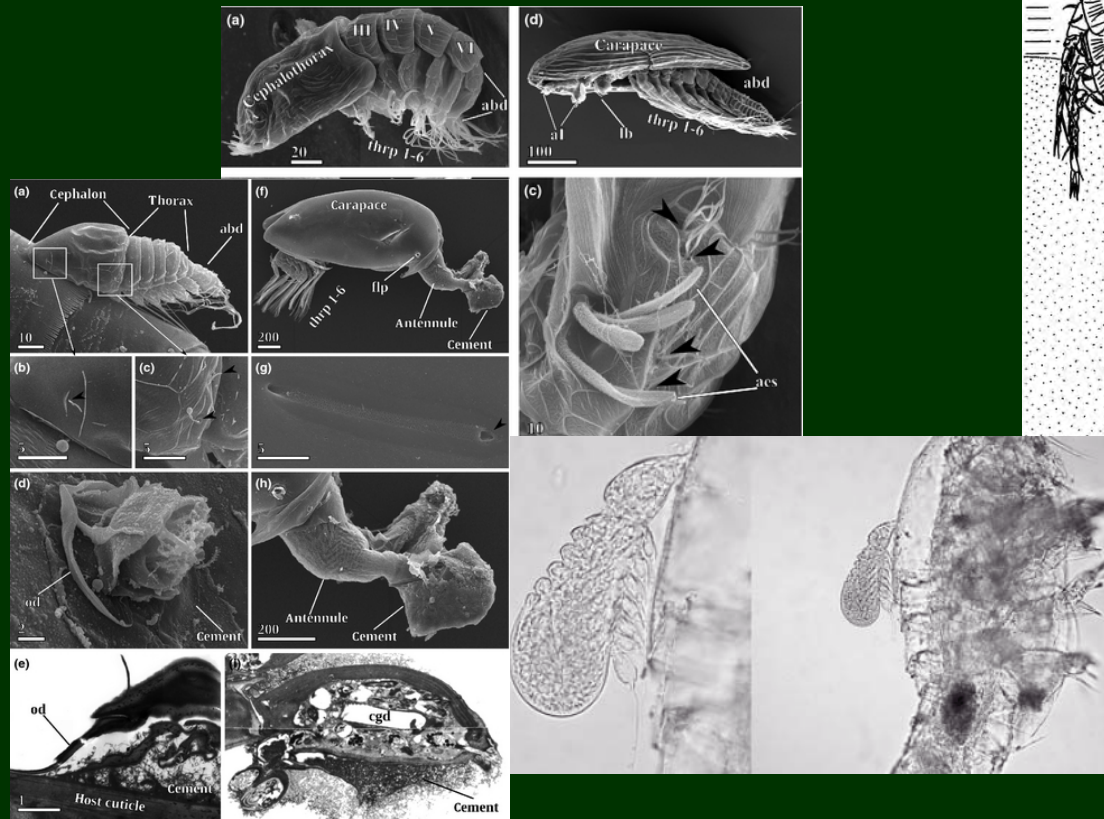 (a)
Cephalothorax
III
IV
V
VI
abd
thrp 1-6
20
(d)
Carapace
abd
a1
lb
thrp 1-6
100
(a)
Cephalon
Thorax
abd
10
(f)
Carapace
flp
thrp 1-6
Antennule
Cement
200
(c)
aes
10
(b)
5
(c)
5
(g)
5
(d)
od
Cement
2
(h)
Antennule
Cement
200
(e)
od
Cement
Host cuticle
1
cgd
Cement